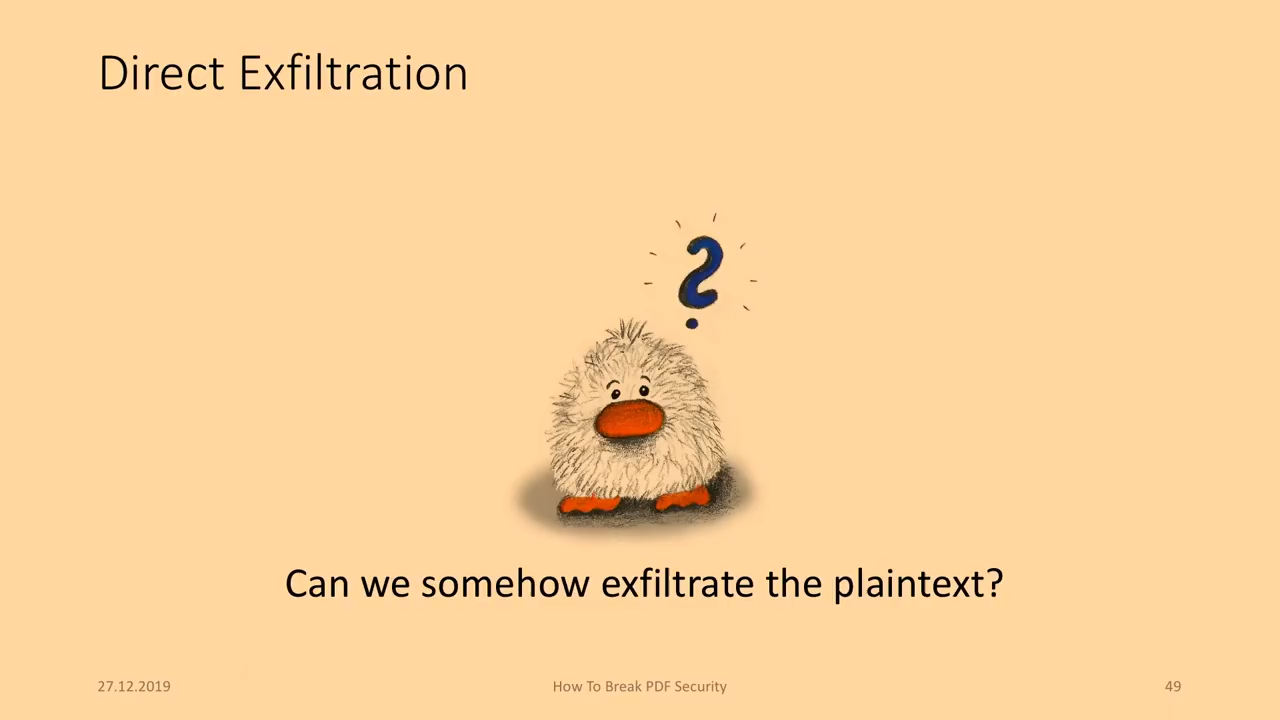 Direct Exfiltration
?
Can we somehow exfiltrate the plaintext?
27.12.2019
How To Break PDF Security
49